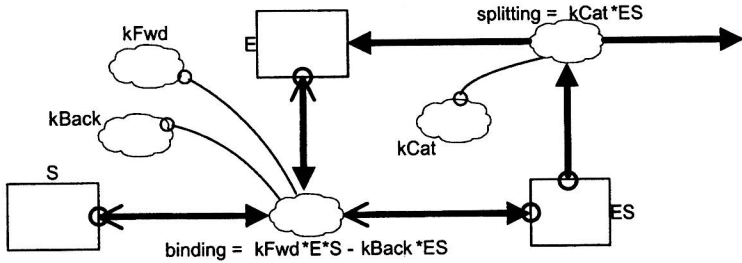 splitting = kCat*ES
kFwd
E
kBack
kCat
S
ES
binding = kFwd*E*S - kBack*ES